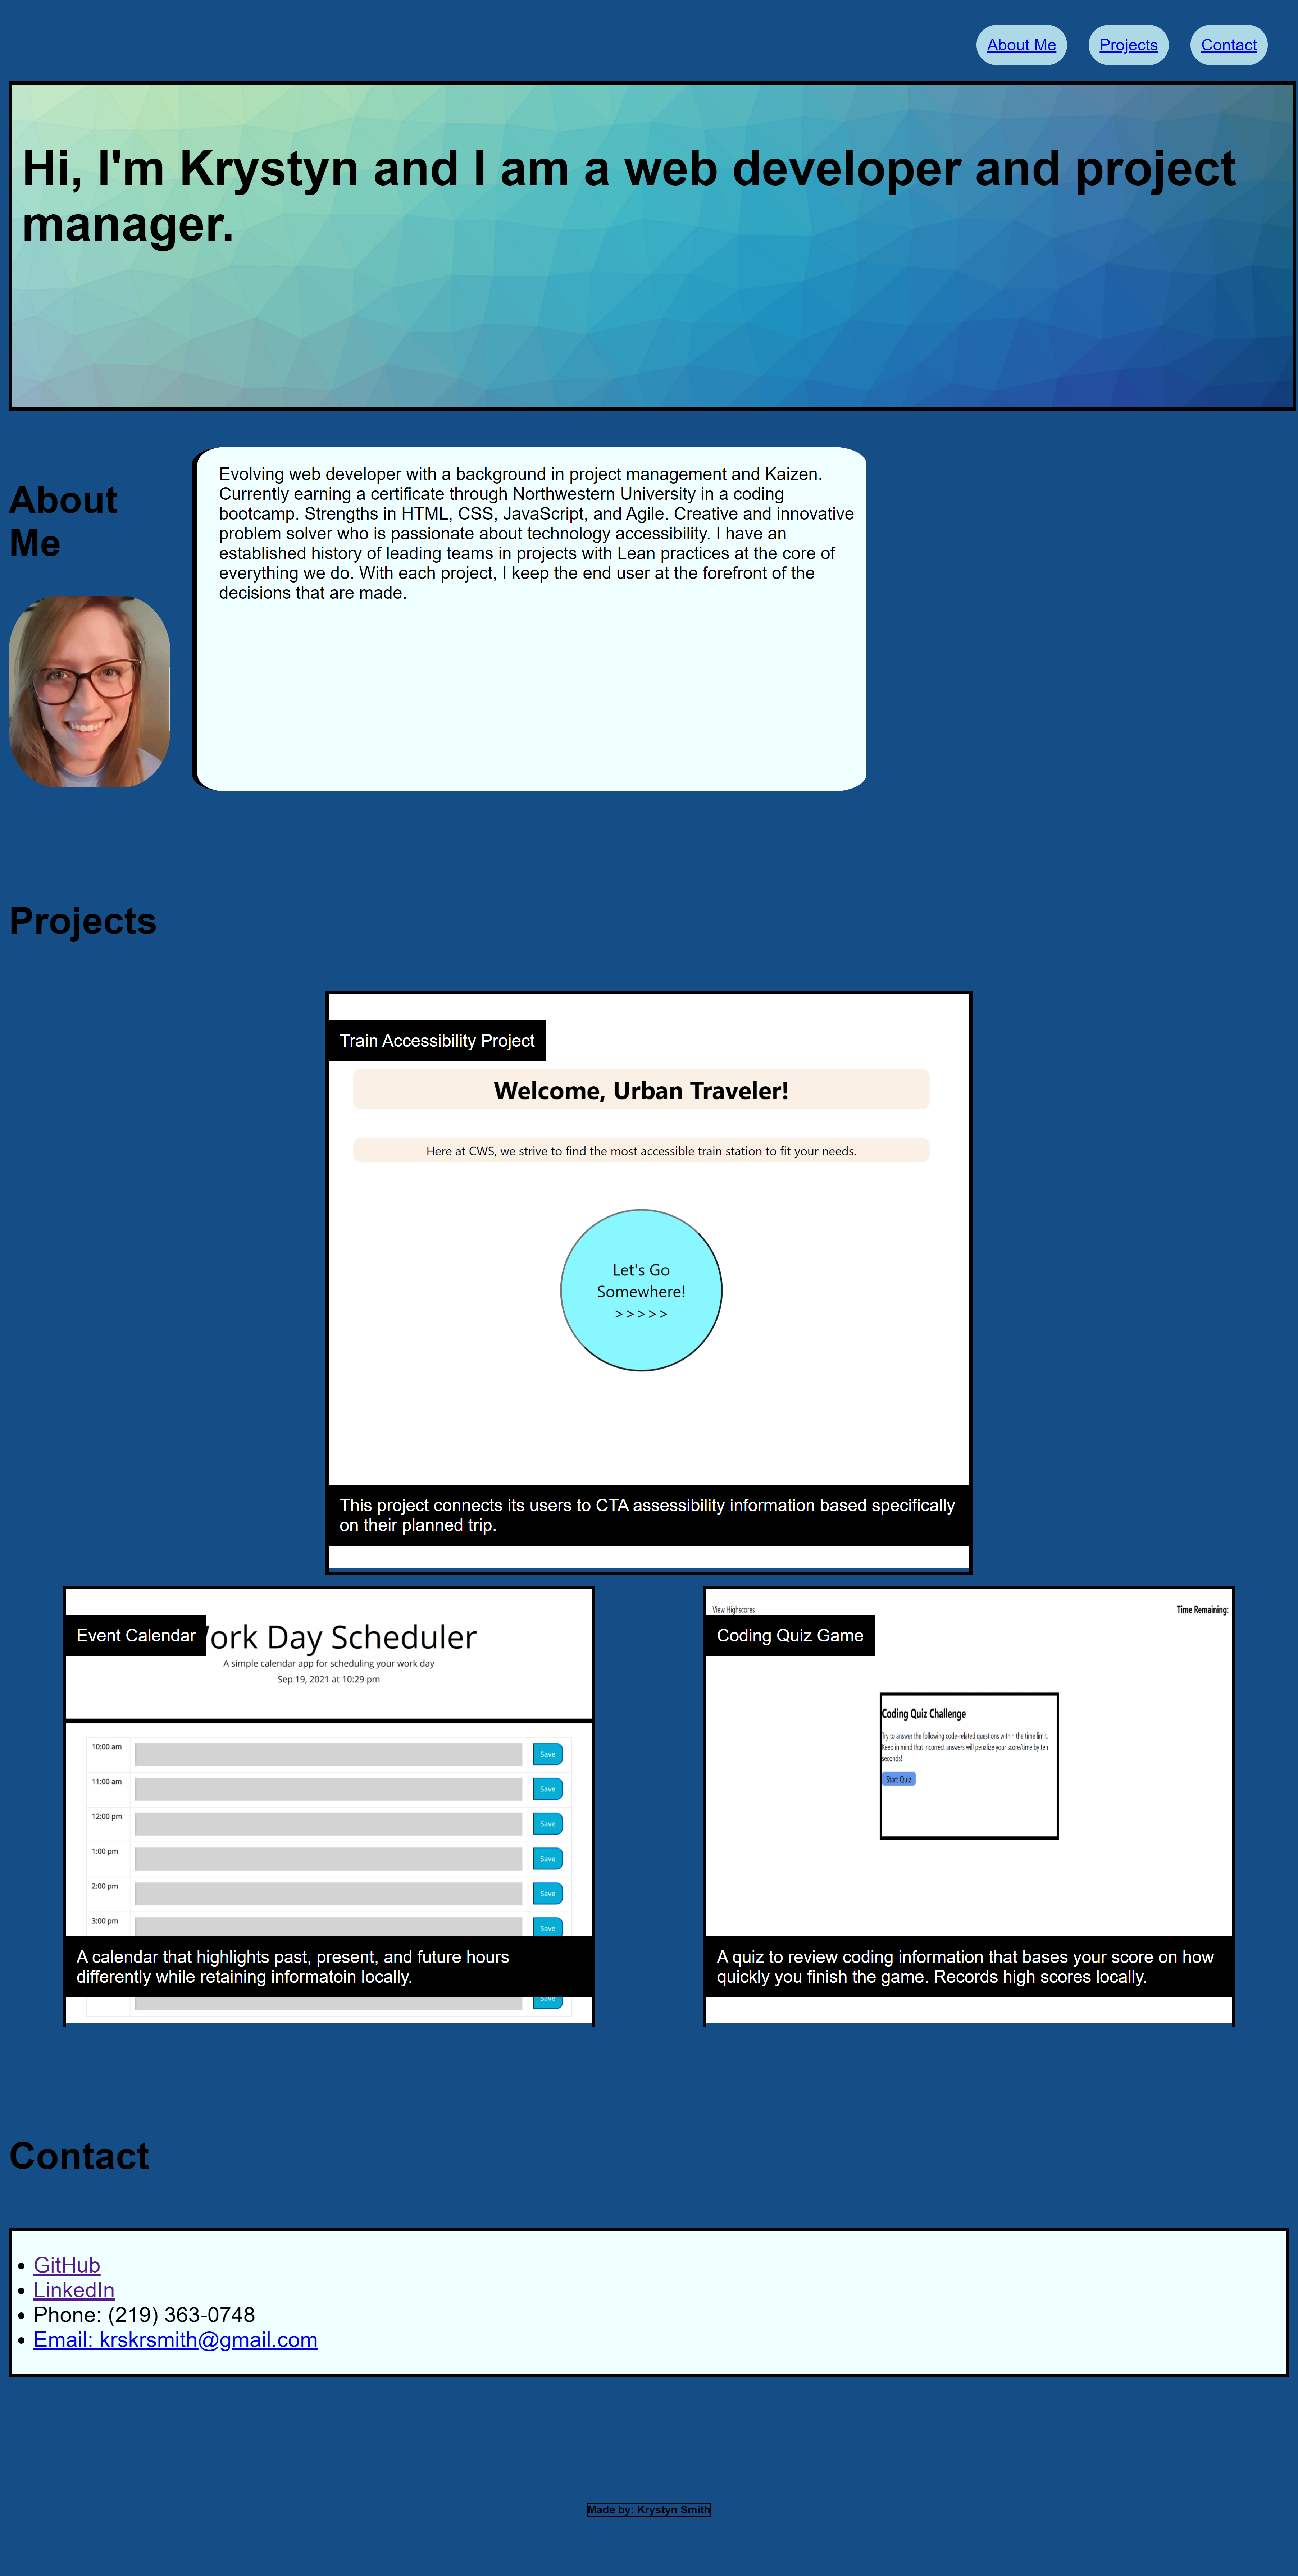 About Me
Projects
Contact
Hi, I'm Krystyn and I am a web developer and project
manager.
About
Me
Evolving web developer with a background in project management and Kaizen.
Currently earning a certificate through Northwestern University in a coding
bootcamp. Strengths in HTML, CSS, JavaScript, and Agile. Creative and innovative
problem solver who is passionate about technology accessibility. I have an
established history of leading teams in projects with Lean practices at the core of
everything we do. With each project, I keep the end user at the forefront of the
decisions that are made.
Projects
Train Accessibility Project
Welcome, Urban Traveler!
Here at CWS, we strive to find the most accessible train station to fit your needs.
Let's Go
Somewhere!
>>>>>
This project connects its users to CTA assessibility information based specifically
on their planned trip.
Event Calendar
ork Day Scheduler
A simple calendar app for scheduling your work day
Sep 19, 2021 at 10:29 pm
10:00 am Save
11:00 am Save
12:00 pm Save
1:00 pm Save
2:00 pm Save
3:00 pm Save
A calendar that highlights past, present, and future hours
differently while retaining informatoin locally.
Save
View Highscores
Time Remaining:
Coding Quiz Game
Coding Quiz Challenge
Try to answer the following code-related questions within the time limit.
Keep in mind that incorrect answers will penalize your score/time by ten
seconds!
Start Quiz
A quiz to review coding information that bases your score on how
quickly you finish the game. Records high scores locally.
Contact
GitHub
LinkedIn
Phone: (219) 363-0748
Email: krskrsmith@gmail.com
Made by: Krystyn Smith